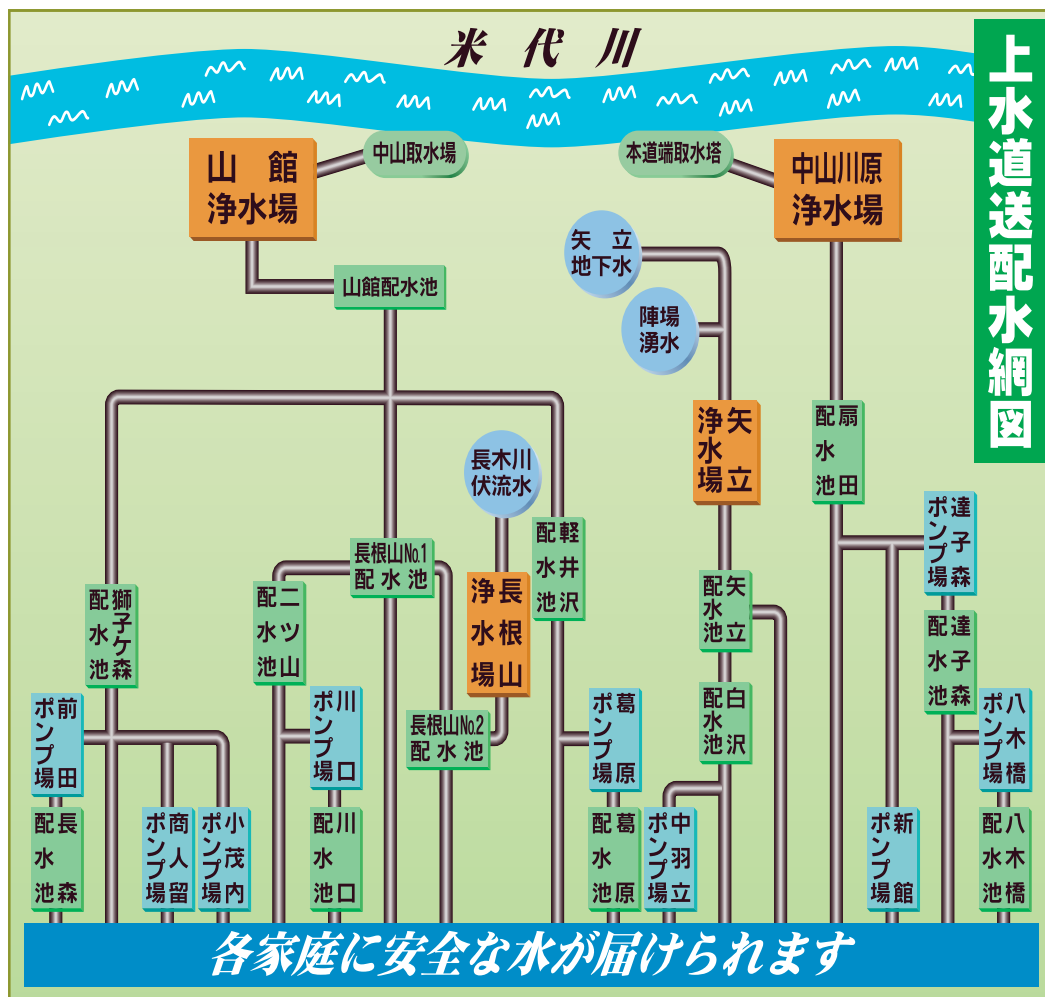 米代川
上水道送配水網図
中山取水場
本道端取水塔
山館
浄水場
中山川原
浄水場
矢立
地下水
山館配水池
陣場
湧水
矢立
浄水場
扇田
配水池
長木川
伏流水
達子森
ポンプ場
軽井沢
配水池
長根山No.1
配水池
長根山
浄水場
矢立
配水池
二ツ山
配水池
獅子ケ森
配水池
達子森
配水池
白沢
配水池
前田
ポンプ場
川口
ポンプ場
長根山No.2
配水池
葛原
ポンプ場
八木橋
ポンプ場
長森
配水池
商人留
ポンプ場
小茂内
ポンプ場
川口
配水池
葛原
配水池
中羽立
ポンプ場
新館
ポンプ場
八木橋
配水池
各家庭に安全な水が届けられます